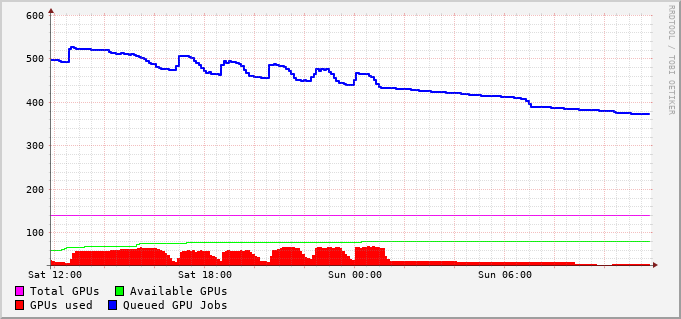 600
500
400
300
200
100
Sat 12:00 Sat 18:00 Sun 00:00 Sun 06:00
Total GPUs Available GPUs
GPUs used Queued GPU Jobs
RRDTOOL / TOBI OETIKER